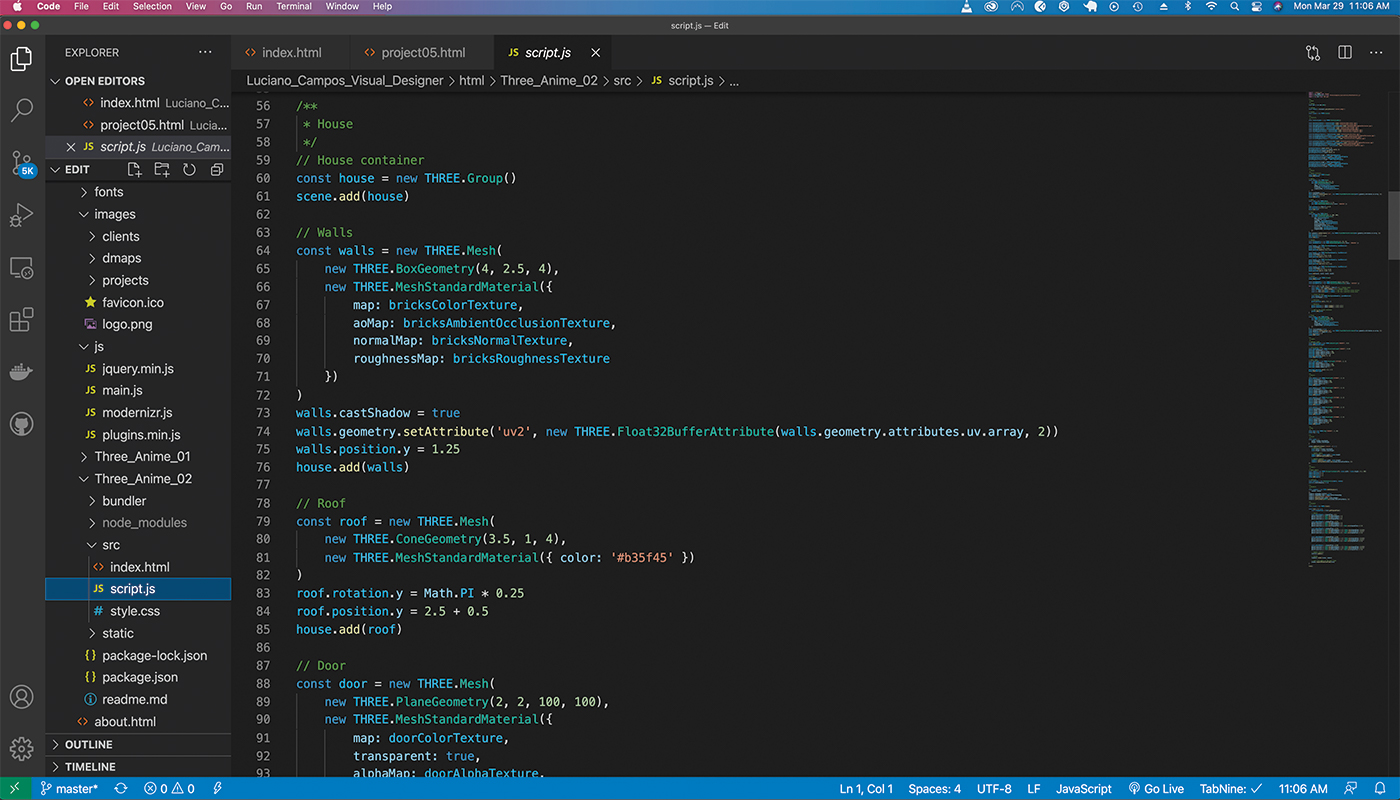 Code File Edit Selection View Go Run Terminal Window Help Mon Mar 29 11:06 AM
script.js — Edit
EXPLORER
OPEN EDITORS
index.html Luciano_C...
project05.html Lucia...
script.js Luciano_Cam...
5K
EDIT
fonts
images
clients
dmaps
projects
favicon.ico
logo.png
js
JS jquery.min.js
JS main.js
JS modernizr.js
JS plugins.min.js
Three_Anime_01
Three_Anime_02
bundler
node_modules
src
index.html
JS script.js
# style.css
static
{} package-lock.json
{} package.json
readme.md
about.html
OUTLINE
TIMELINE
index.html project05.html JS script.js
Luciano_Campos_Visual_Designer > html > Three_Anime_02 > src > JS script.js > ...
56 /**
57 * House
58 */
59 // House container
60 const house = new THREE.Group()
61 scene.add(house)
62
63 // Walls
64 const walls = new THREE.Mesh(
65 new THREE.BoxGeometry(4, 2.5, 4),
66 new THREE.MeshStandardMaterial({
67 map: bricksColorTexture,
68 aoMap: bricksAmbientOcclusionTexture,
69 normalMap: bricksNormalTexture,
70 roughnessMap: bricksRoughnessTexture
71 })
72 )
73 walls.castShadow = true
74 walls.geometry.setAttribute('uv2', new THREE.Float32BufferAttribute(walls.geometry.attributes.uv.array, 2))
75 walls.position.y = 1.25
76 house.add(walls)
77
78 // Roof
79 const roof = new THREE.Mesh(
80 new THREE.ConeGeometry(3.5, 1, 4),
81 new THREE.MeshStandardMaterial({ color: '#b35f45' })
82 )
83 roof.rotation.y = Math.PI * 0.25
84 roof.position.y = 2.5 + 0.5
85 house.add(roof)
86
87 // Door
88 const door = new THREE.Mesh(
89 new THREE.PlaneGeometry(2, 2, 100, 100),
90 new THREE.MeshStandardMaterial({
91 map: doorColorTexture,
92 transparent: true,
93 alphaMap: doorAlphaTexture,
master* 0 0 Ln 1, Col 1 Spaces: 4 UTF-8 LF JavaScript Go Live TabNine: ✓ 11:06 AM